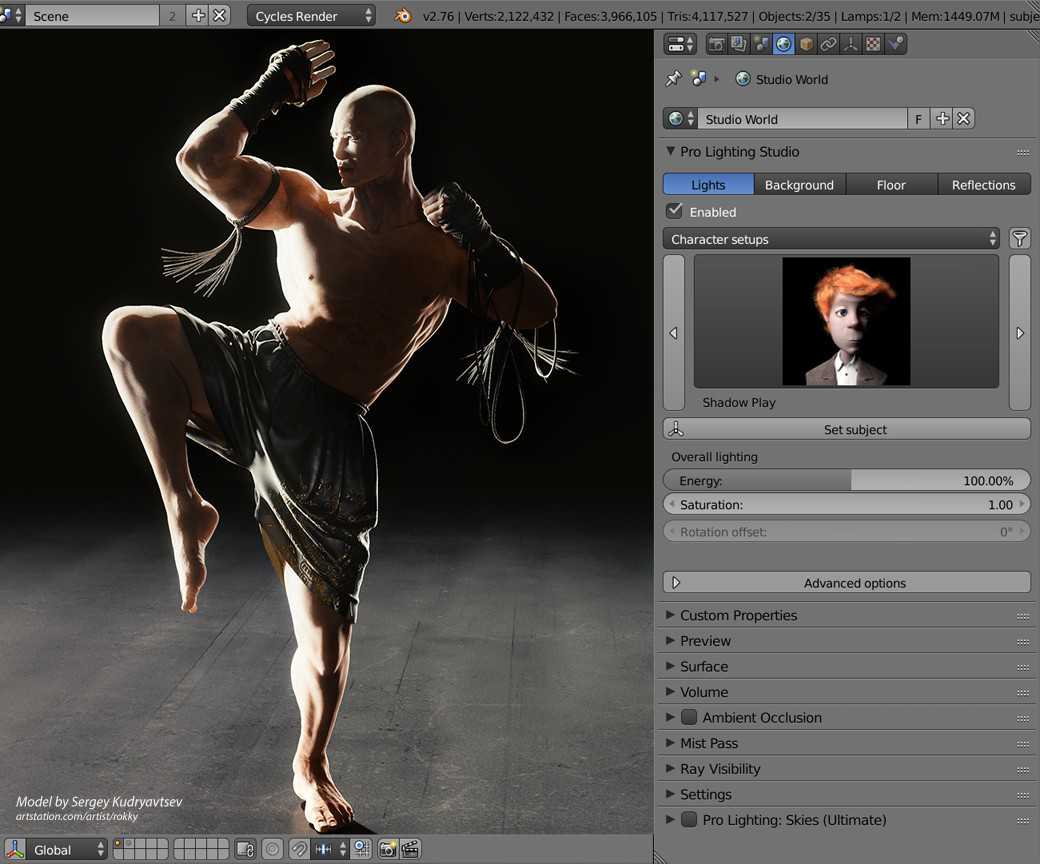 Scene 2 Cycles Render v2.76 | Verts:2,122,432 | Faces:3,966,105 | Tris:4,117,527 | Objects:2/35 | Lamps:1/2 | Mem:1449.07M | subje
Studio World
Studio World F
Pro Lighting Studio
Lights Background Floor Reflections
Enabled
Character setups
Shadow Play
Set subject
Overall lighting
Energy: 100.00%
Saturation: 1.00
Rotation offset: 0°
Advanced options
Custom Properties
Preview
Surface
Volume
Ambient Occlusion
Mist Pass
Ray Visibility
Settings
Pro Lighting: Skies (Ultimate)
Model by Sergey Kudryavtsev
artstation.com/artist/rokky
Global